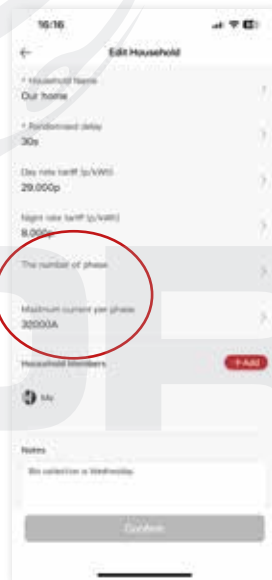 16:16
Edit Household
* Household Name
Our home
* Randomised delay
30s
Day rate tariff (p/kWh)
29.000p
Night rate tariff (p/kWh)
8.000p
The number of phase
Maximum current per phase
32000A
Household Members
+ Add
Me
Notes
Bin collection is Wednesday.
Confirm